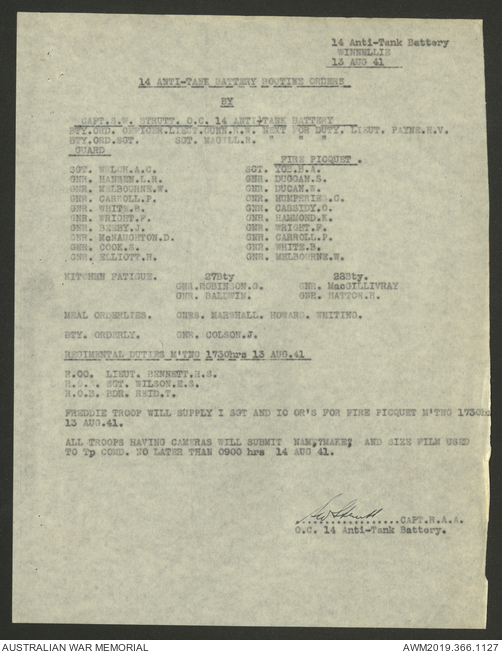 14 Anti-Tank Battery
WINNELLIE
13 AUG 41
14 ANTI-TANK BATTERY ROUTINE ORDERS
BY
CAPT.S.W. STRUTT. O.C. 14 ANTI-TANK BATTERY
BTY.ORD. OFFICER.LIEUT.GUNN.R.W. NEXT FOR DUTY. LIEUT. PAYNE.H.V.
BTY.ORD.SGT. SGT. MAGILL.R. " " "
GUARD
FIRE PICQUET.
SGT. WELCH.A.C. SGT. YOE.H.A.
GNR. HANSEN.L.R. GNR. DUGGAN.S.
GNR. MELBOURNE.W. GNR. DUCAN.N.
GNR. CARROLL.P. GNR. HUMPHRIES.C.
GNR. WHITE.B. GNR. CASSIDY.C.
GNR. WRIGHT.F. GNR. HAMMOND.K.
GNR. BEEBY.J. GNR. WRIGHT.F.
GNR. McNAUGHTON.D. GNR. CARROLL.P.
GNR. COOK.S. GNR. WHITE.B.
GNR. ELLIOTT.H. GNR. MELBOURNE.W.
KITCHEN FATIGUE. 27Bty 28Bty.
GNR.ROBINSON.G. GNR. MacGILLIVRAY
GNR. BALDWIN. GNR. HATTON.H.
MEAL ORDERLIES. GNRS. MARSHALL. HOWARD. WHITING.
BTY. ORDERLY. GNR. COLSON.J.
REGIMENTAL DUTIES M'TNG 1730hrs 13 AUG.41
R.OO. LIEUT. BENNETT.H.S.
R.O.S. SGT. WILSON.H.S.
R.O.B. BDR. REID.T.
FREDDIE TROOP WILL SUPPLY I SGT AND IO OR'S FOR FIRE PICQUET M'TNG 1730hrs
13 AUG.41.
ALL TROOPS HAVING CAMERAS WILL SUBMIT NAM,"MAKE, AND SIZE FILM USED
TO Tp COMD. NO LATER THAN 0900 hrs 14 AUG 41.
SW Strutt
..................CAPT.R.A.A.
O.C. 14 Anti-Tank Battery.
AUSTRALIAN WAR MEMORIAL AWM2019.366.1127